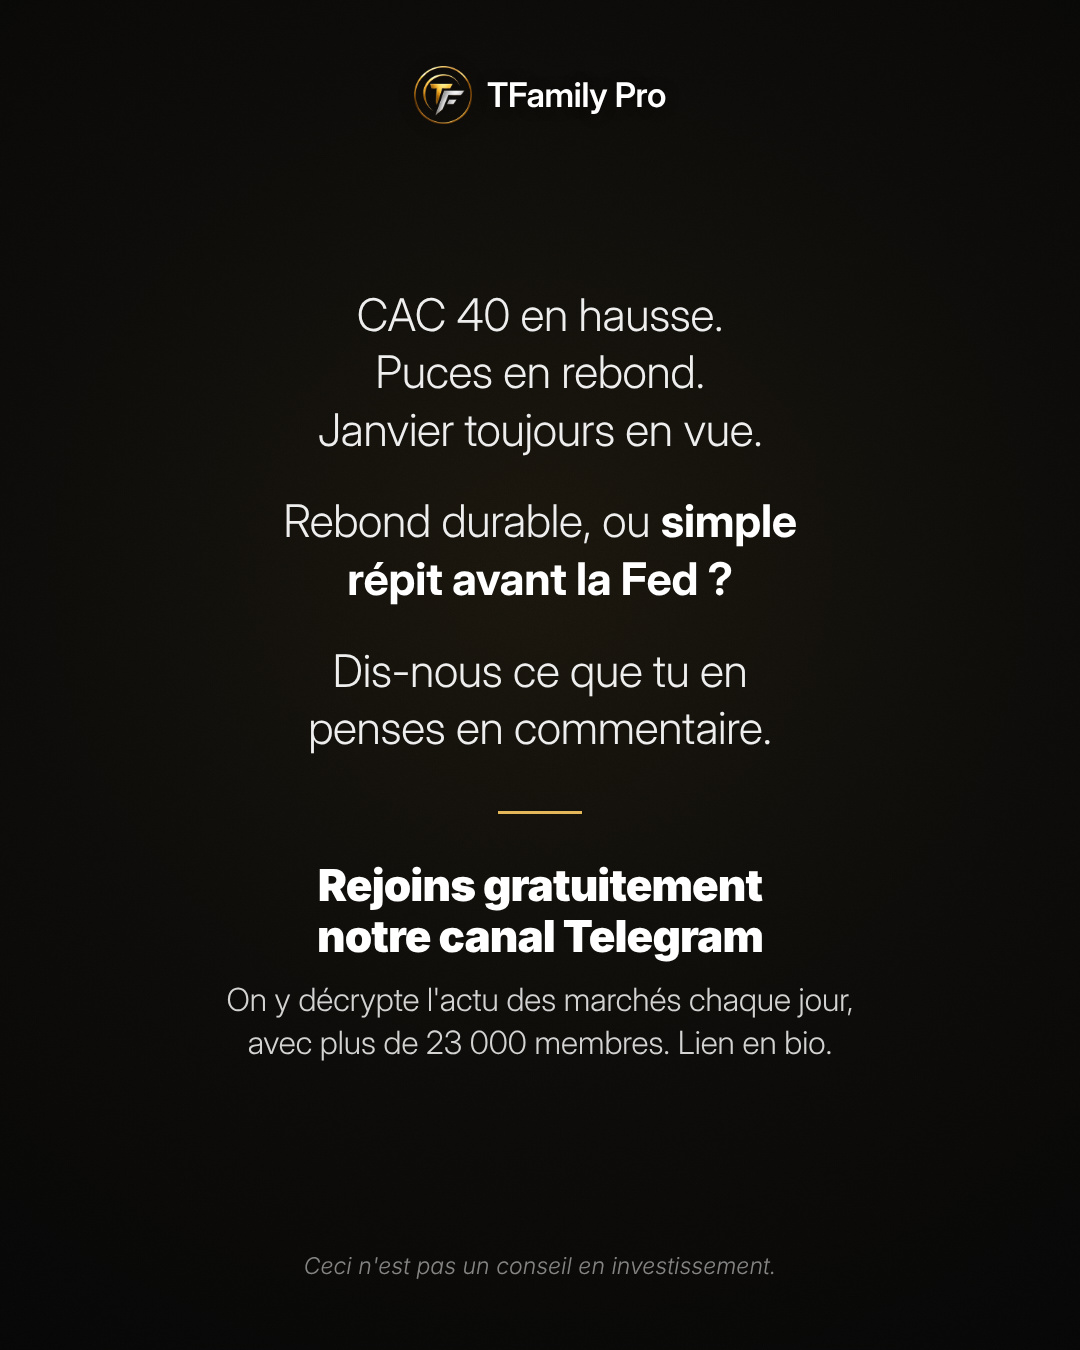 TF TFamily Pro
CAC 40 en hausse.
Puces en rebond.
Janvier toujours en vue.
Rebond durable, ou simple
répit avant la Fed ?
Dis-nous ce que tu en
penses en commentaire.
Rejoins gratuitement
notre canal Telegram
On y décrypte l'actu des marchés chaque jour,
avec plus de 23 000 membres. Lien en bio.
Ceci n'est pas un conseil en investissement.